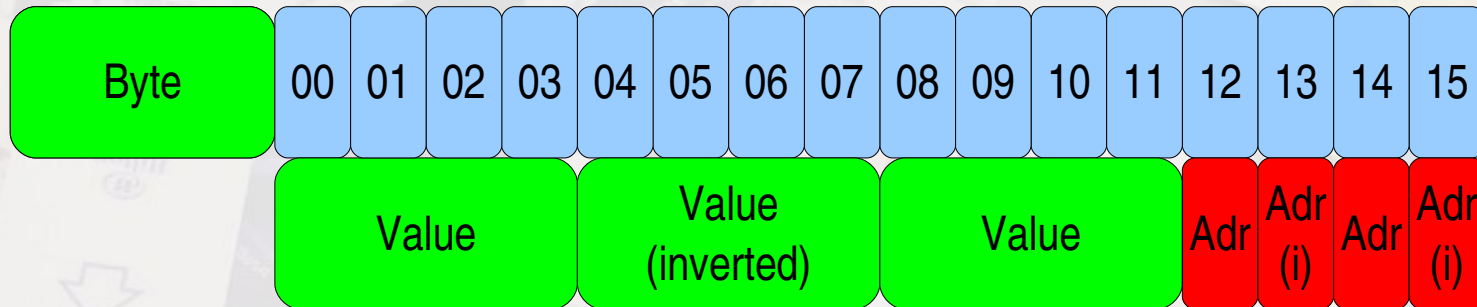 Byte 00 01 02 03 04 05 06 07 08 09 10 11 12 13 14 15
Value Value (inverted) Value Adr Adr (i) Adr Adr (i)